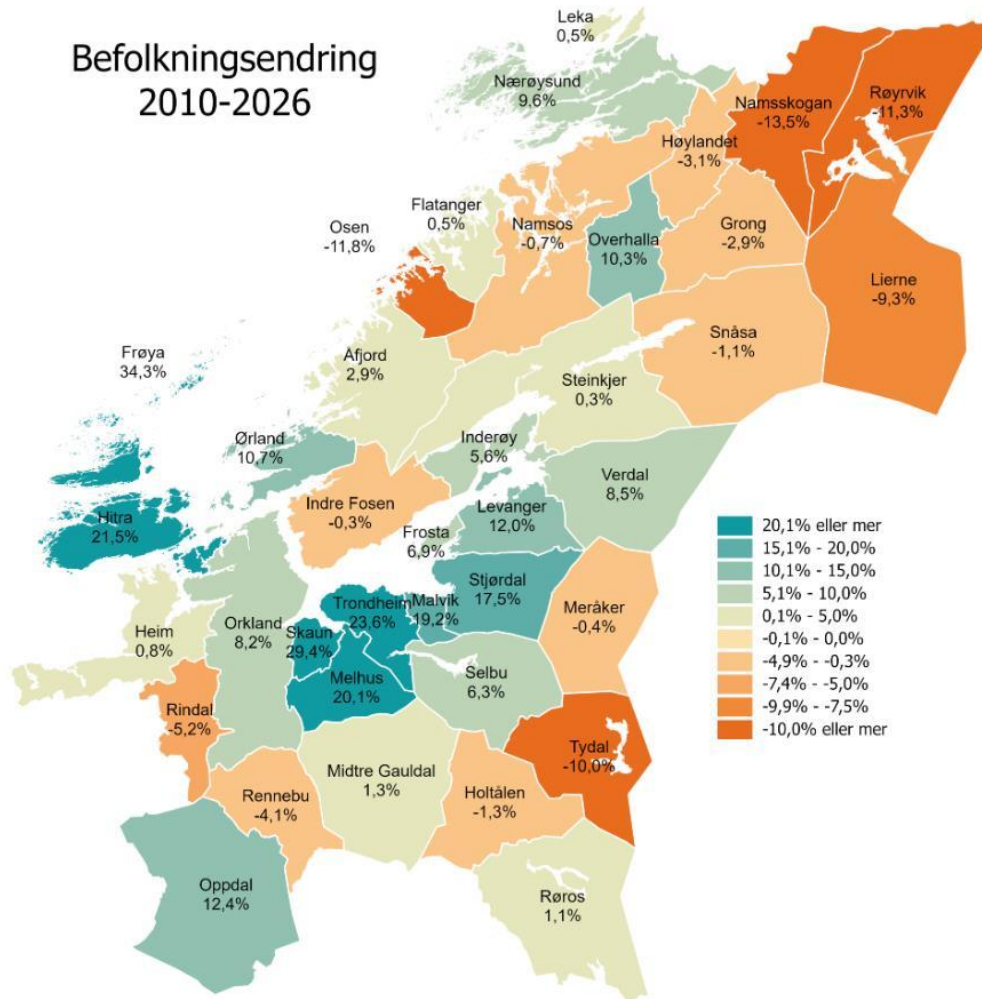 Befolkningsendring
2010-2026
Leka
0,5%
Nærøysund
9,6%
Namsskogan
-13,5%
Røyrvik
-11,3%
Høylandet
-3,1%
Flatanger
0,5%
Namsos
-0,7%
Osen
-11,8%
Overhalla
10,3%
Grong
-2,9%
Lierne
-9,3%
Snåsa
-1,1%
Frøya
34,3%
Åfjord
2,9%
Steinkjer
0,3%
Ørland
10,7%
Inderøy
5,6%
Verdal
8,5%
Indre Fosen
-0,3%
Levanger
12,0%
Hitra
21,5%
Frosta
6,9%
Stjørdal
17,5%
Trondheim
23,6%
Malvik
19,2%
Meråker
-0,4%
Heim
0,8%
Orkland
8,2%
Skaun
29,4%
Melhus
20,1%
Selbu
6,3%
Rindal
-5,2%
Tydal
-10,0%
Midtre Gauldal
1,3%
Rennebu
-4,1%
Holtålen
-1,3%
Oppdal
12,4%
Røros
1,1%
20,1% eller mer
15,1% - 20,0%
10,1% - 15,0%
5,1% - 10,0%
0,1% - 5,0%
-0,1% - 0,0%
-4,9% - -0,3%
-7,4% - -5,0%
-9,9% - -7,5%
-10,0% eller mer